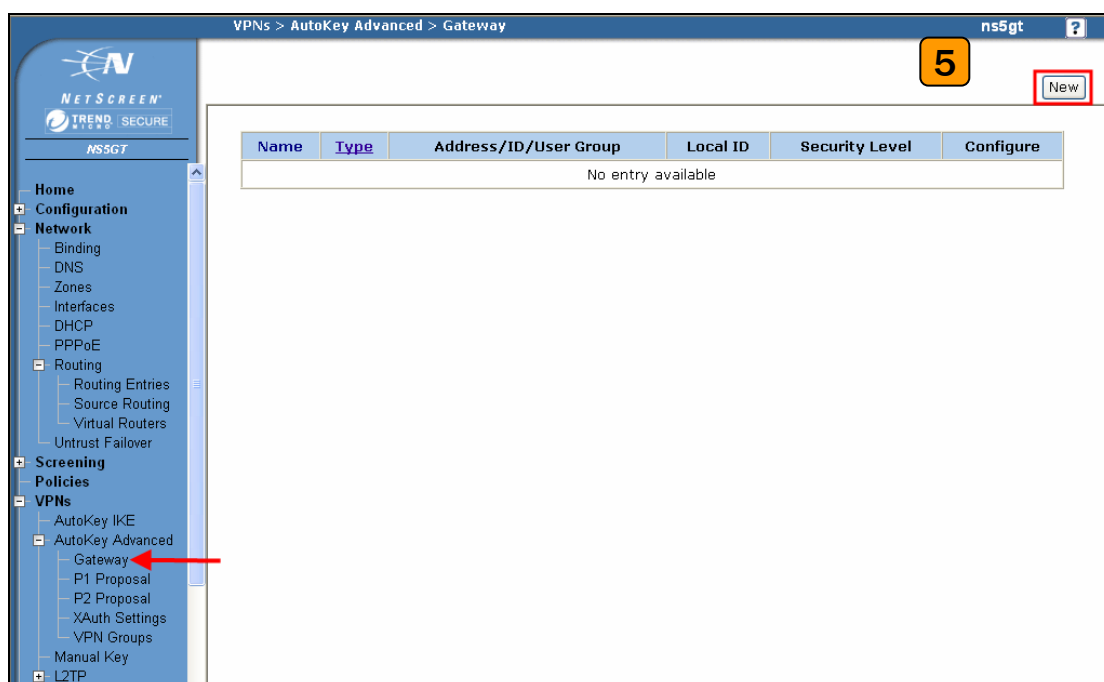 VPNs > AutoKey Advanced > Gateway
ns5gt
?
N
NETSCREEN
TREND MICRO SECURE
NS5GT
5
New
Name Type Address/ID/User Group Local ID Security Level Configure
No entry available
Home
Configuration
Network
Binding
DNS
Zones
Interfaces
DHCP
PPPoE
Routing
Routing Entries
Source Routing
Virtual Routers
Untrust Failover
Screening
Policies
VPNs
AutoKey IKE
AutoKey Advanced
Gateway
P1 Proposal
P2 Proposal
XAuth Settings
VPN Groups
Manual Key
L2TP